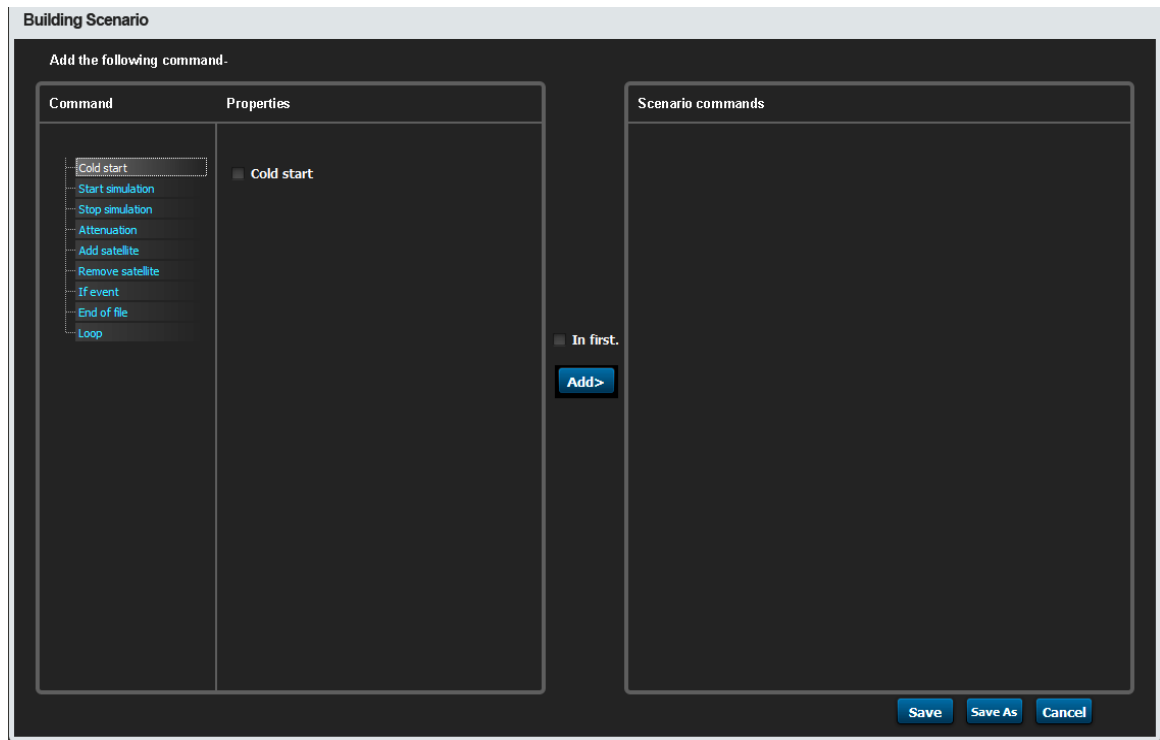 Building Scenario
Add the following command-
Command
Properties
Scenario commands
Cold start
Start simulation
Stop simulation
Attenuation
Add satellite
Remove satellite
If event
End of file
Loop
Cold start
In first.
Add>
Save
Save As
Cancel